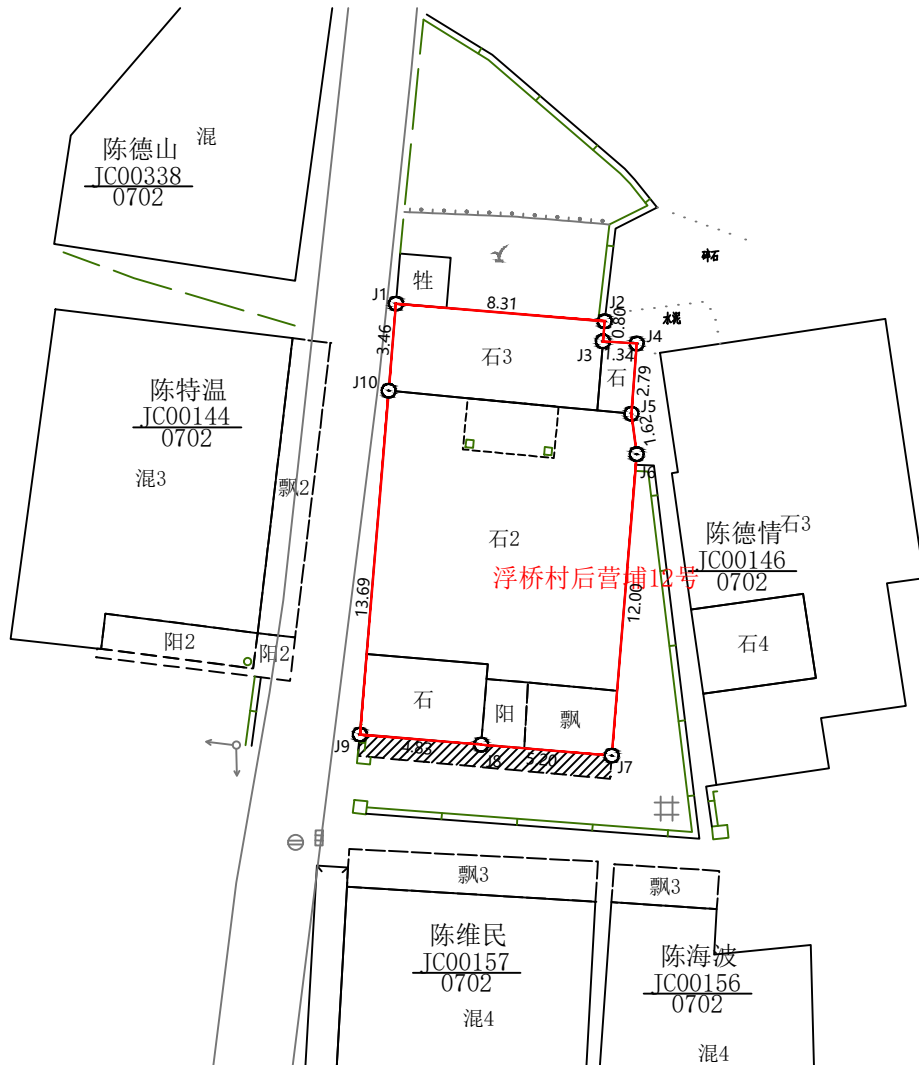 陈德山
混
JC00338
0702
碎石
牲
J1
8.31
J2
0.80
水泥
3.46
石3
J3
1.34
J4
石
2.79
J10
J5
1.62
J6
陈特温
JC00144
0702
混3
飘2
石2
陈德情
石3
JC00146
0702
浮桥村后营埔12号
13.69
12.00
阳2
阳2
石4
石
阳
飘
J9
4.83
J8
5.20
J7
飘3
飘3
陈维民
JC00157
0702
混4
陈海波
JC00156
0702
混4